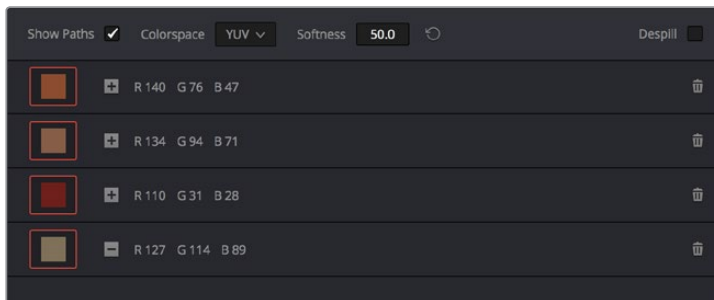 Show Paths Colorspace YUV Softness 50.0 Despill
R 140 G 76 B 47
R 134 G 94 B 71
R 110 G 31 B 28
R 127 G 114 B 89